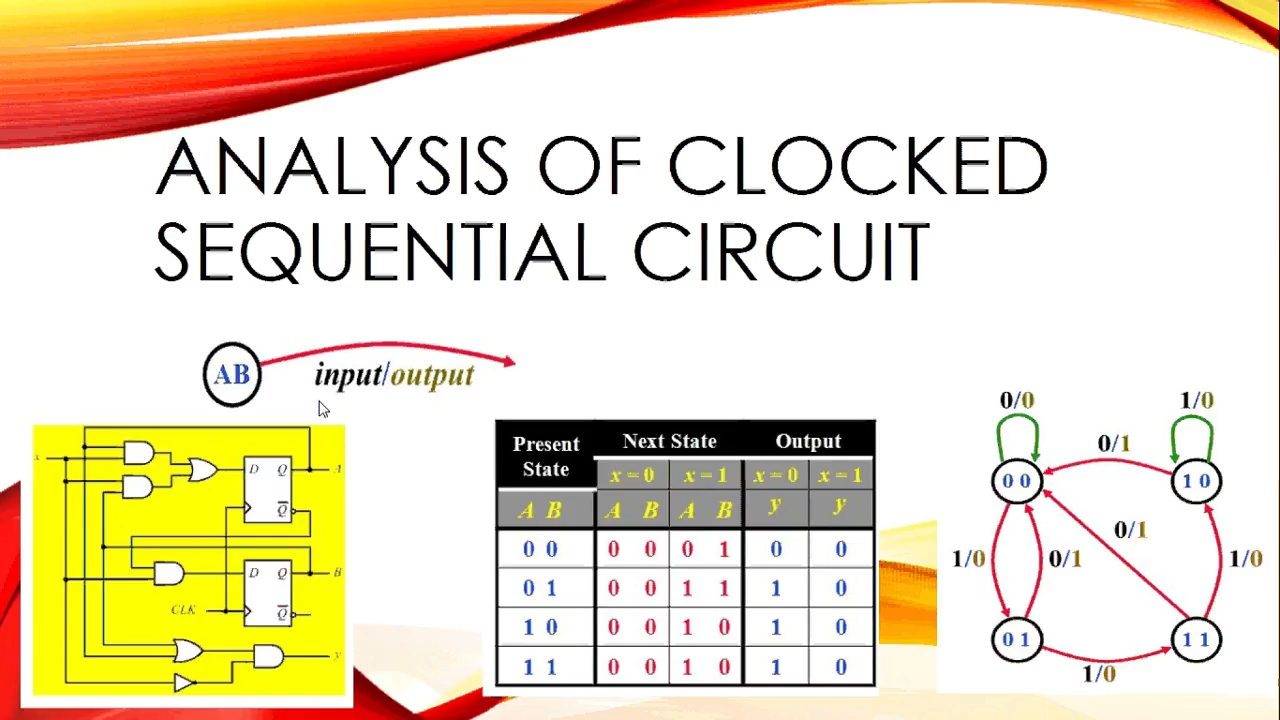 ANALYSIS OF CLOCKED
SEQUENTIAL CIRCUIT
AB
input/output
x
D Q A
Q
D Q B
CLK
Q
y
Present State Next State Output
x = 0 x = 1 x = 0 x = 1
A B A B A B y y
0 0 0 0 0 1 0 0
0 1 0 0 1 1 1 0
1 0 0 0 1 0 1 0
1 1 0 0 1 0 1 0
0/0 1/0
0/1
0 0 1 0
0/1
1/0 0/1 1/0
0 1 1 1
1/0